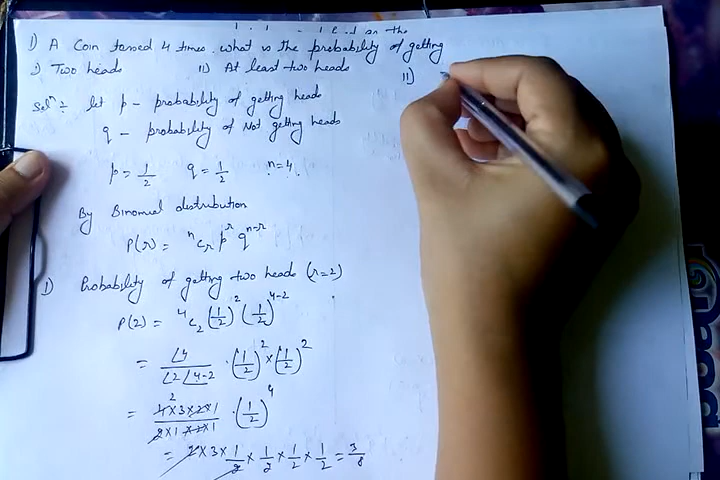 1) A Coin tossed 4 times. what is the probability of getting
i) Two heads ii) At least two heads
Solⁿ: let p - probability of getting heads
q - probability of Not getting heads
p = 1/2 q = 1/2 n = 4.
By Binomial distribution
P(r) = ⁿCr pʳ qⁿ⁻ʳ
1) Probability of getting two heads (r=2)
P(2) = ⁴C₂ (1/2)² (1/2)⁴⁻²
= ∠4 / ∠2 ∠4-2 · (1/2)² × (1/2)²
= 4×3×2×1 / 2×1×2×1 · (1/2)⁴
= 2×3× 1/2 × 1/2 × 1/2 × 1/2 = 3/8
ii)